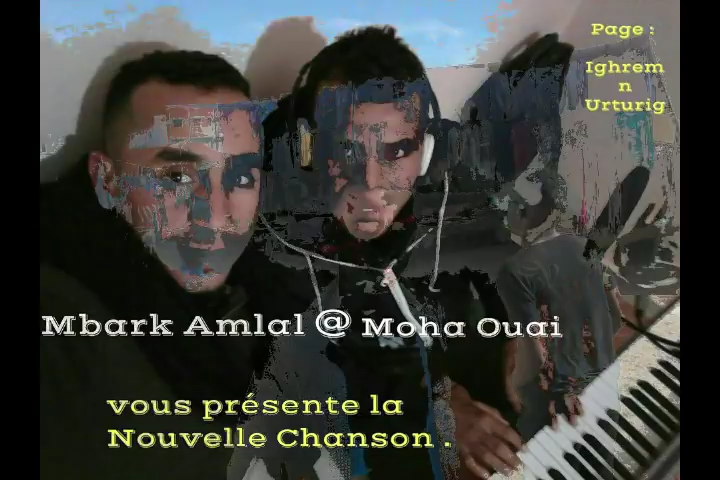 Page :
Ighrem
n
Urturig
Mbark Amlal @ Moha Ouai
vous présente la
Nouvelle Chanson .